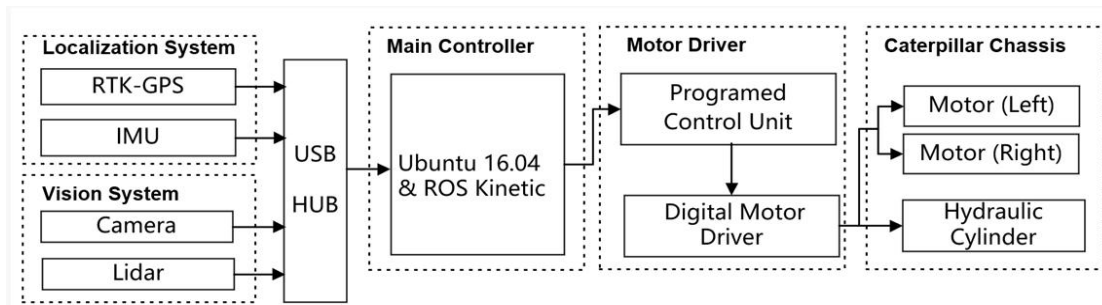 Localization System
RTK-GPS
IMU
Vision System
Camera
Lidar
USB
HUB
Main Controller
Ubuntu 16.04
& ROS Kinetic
Motor Driver
Programed
Control Unit
Digital Motor
Driver
Caterpillar Chassis
Motor (Left)
Motor (Right)
Hydraulic
Cylinder